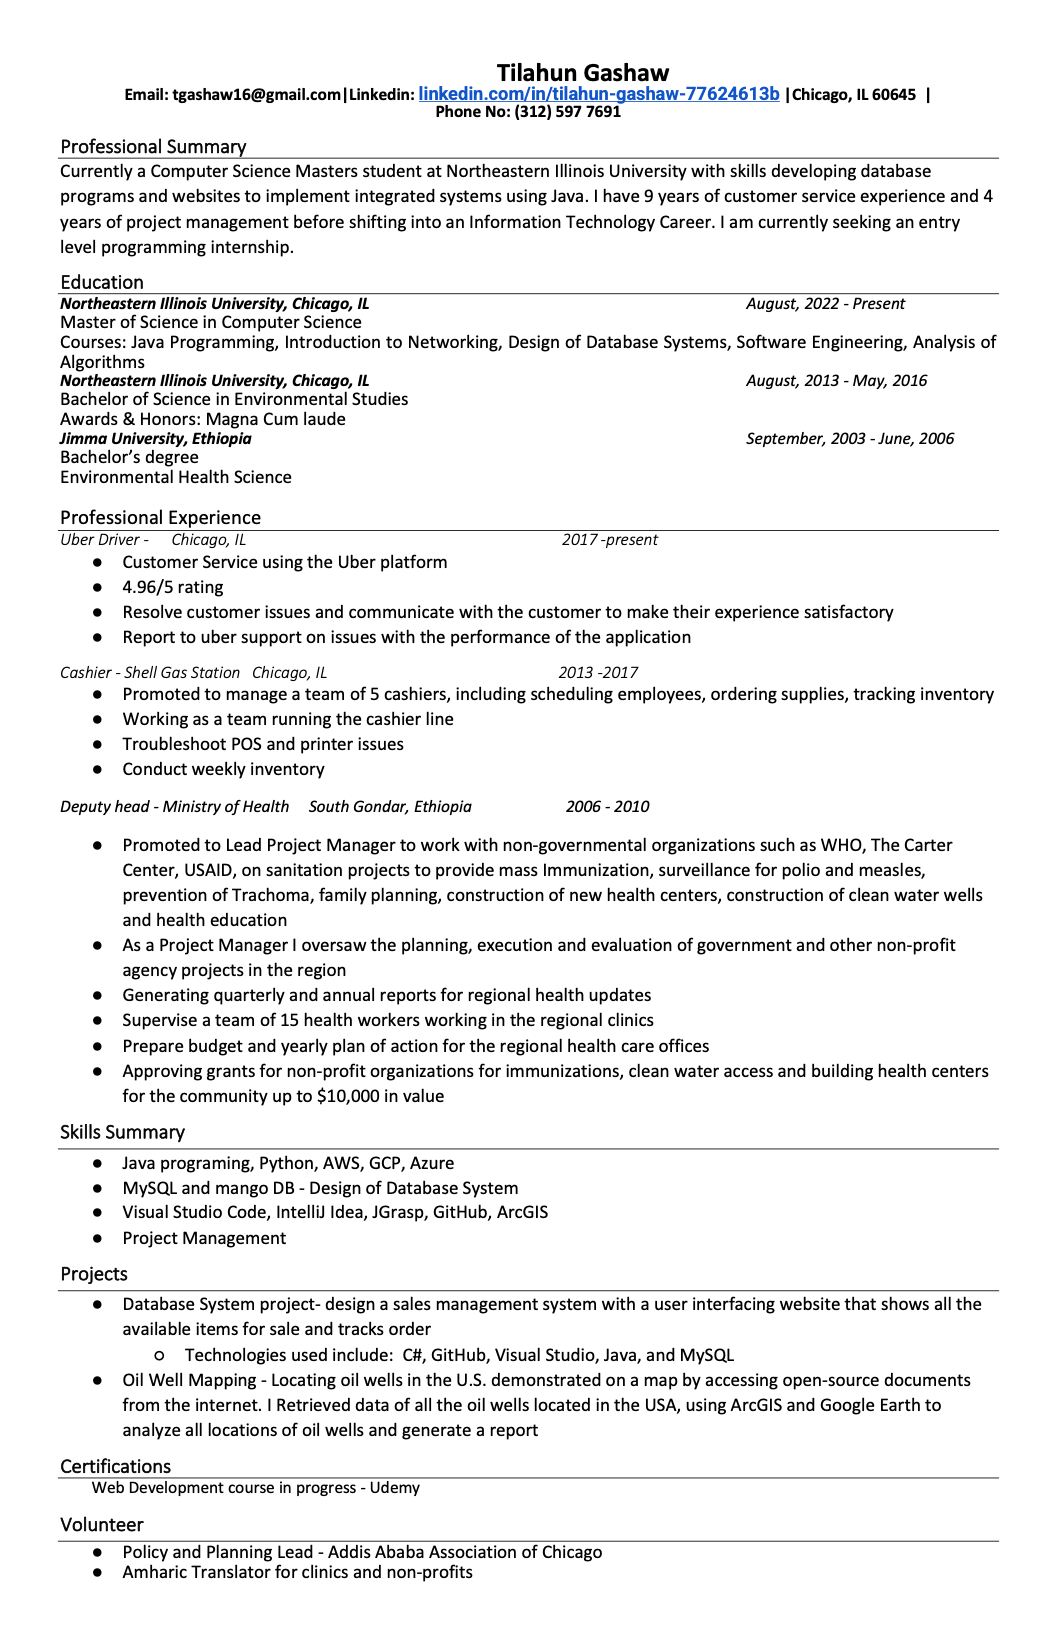 Tilahun Gashaw
Email: tgashaw16@gmail.com|Linkedin: linkedin.com/in/tilahun-gashaw-77624613b |Chicago, IL 60645 |
Phone No: (312) 597 7691
Professional Summary
Currently a Computer Science Masters student at Northeastern Illinois University with skills developing database
programs and websites to implement integrated systems using Java. I have 9 years of customer service experience and 4
years of project management before shifting into an Information Technology Career. I am currently seeking an entry
level programming internship.
Education
Northeastern Illinois University, Chicago, IL August, 2022 - Present
Master of Science in Computer Science
Courses: Java Programming, Introduction to Networking, Design of Database Systems, Software Engineering, Analysis of
Algorithms
Northeastern Illinois University, Chicago, IL August, 2013 - May, 2016
Bachelor of Science in Environmental Studies
Awards & Honors: Magna Cum laude
Jimma University, Ethiopia September, 2003 - June, 2006
Bachelor’s degree
Environmental Health Science
Professional Experience
Uber Driver - Chicago, IL 2017 -present
● Customer Service using the Uber platform
● 4.96/5 rating
● Resolve customer issues and communicate with the customer to make their experience satisfactory
● Report to uber support on issues with the performance of the application
Cashier - Shell Gas Station Chicago, IL 2013 -2017
● Promoted to manage a team of 5 cashiers, including scheduling employees, ordering supplies, tracking inventory
● Working as a team running the cashier line
● Troubleshoot POS and printer issues
● Conduct weekly inventory
Deputy head - Ministry of Health South Gondar, Ethiopia 2006 - 2010
● Promoted to Lead Project Manager to work with non-governmental organizations such as WHO, The Carter
Center, USAID, on sanitation projects to provide mass Immunization, surveillance for polio and measles,
prevention of Trachoma, family planning, construction of new health centers, construction of clean water wells
and health education
● As a Project Manager I oversaw the planning, execution and evaluation of government and other non-profit
agency projects in the region
● Generating quarterly and annual reports for regional health updates
● Supervise a team of 15 health workers working in the regional clinics
● Prepare budget and yearly plan of action for the regional health care offices
● Approving grants for non-profit organizations for immunizations, clean water access and building health centers
for the community up to $10,000 in value
Skills Summary
● Java programing, Python, AWS, GCP, Azure
● MySQL and mango DB - Design of Database System
● Visual Studio Code, IntelliJ Idea, JGrasp, GitHub, ArcGIS
● Project Management
Projects
● Database System project- design a sales management system with a user interfacing website that shows all the
available items for sale and tracks order
○ Technologies used include: C#, GitHub, Visual Studio, Java, and MySQL
● Oil Well Mapping - Locating oil wells in the U.S. demonstrated on a map by accessing open-source documents
from the internet. I Retrieved data of all the oil wells located in the USA, using ArcGIS and Google Earth to
analyze all locations of oil wells and generate a report
Certifications
Web Development course in progress - Udemy
Volunteer
● Policy and Planning Lead - Addis Ababa Association of Chicago
● Amharic Translator for clinics and non-profits